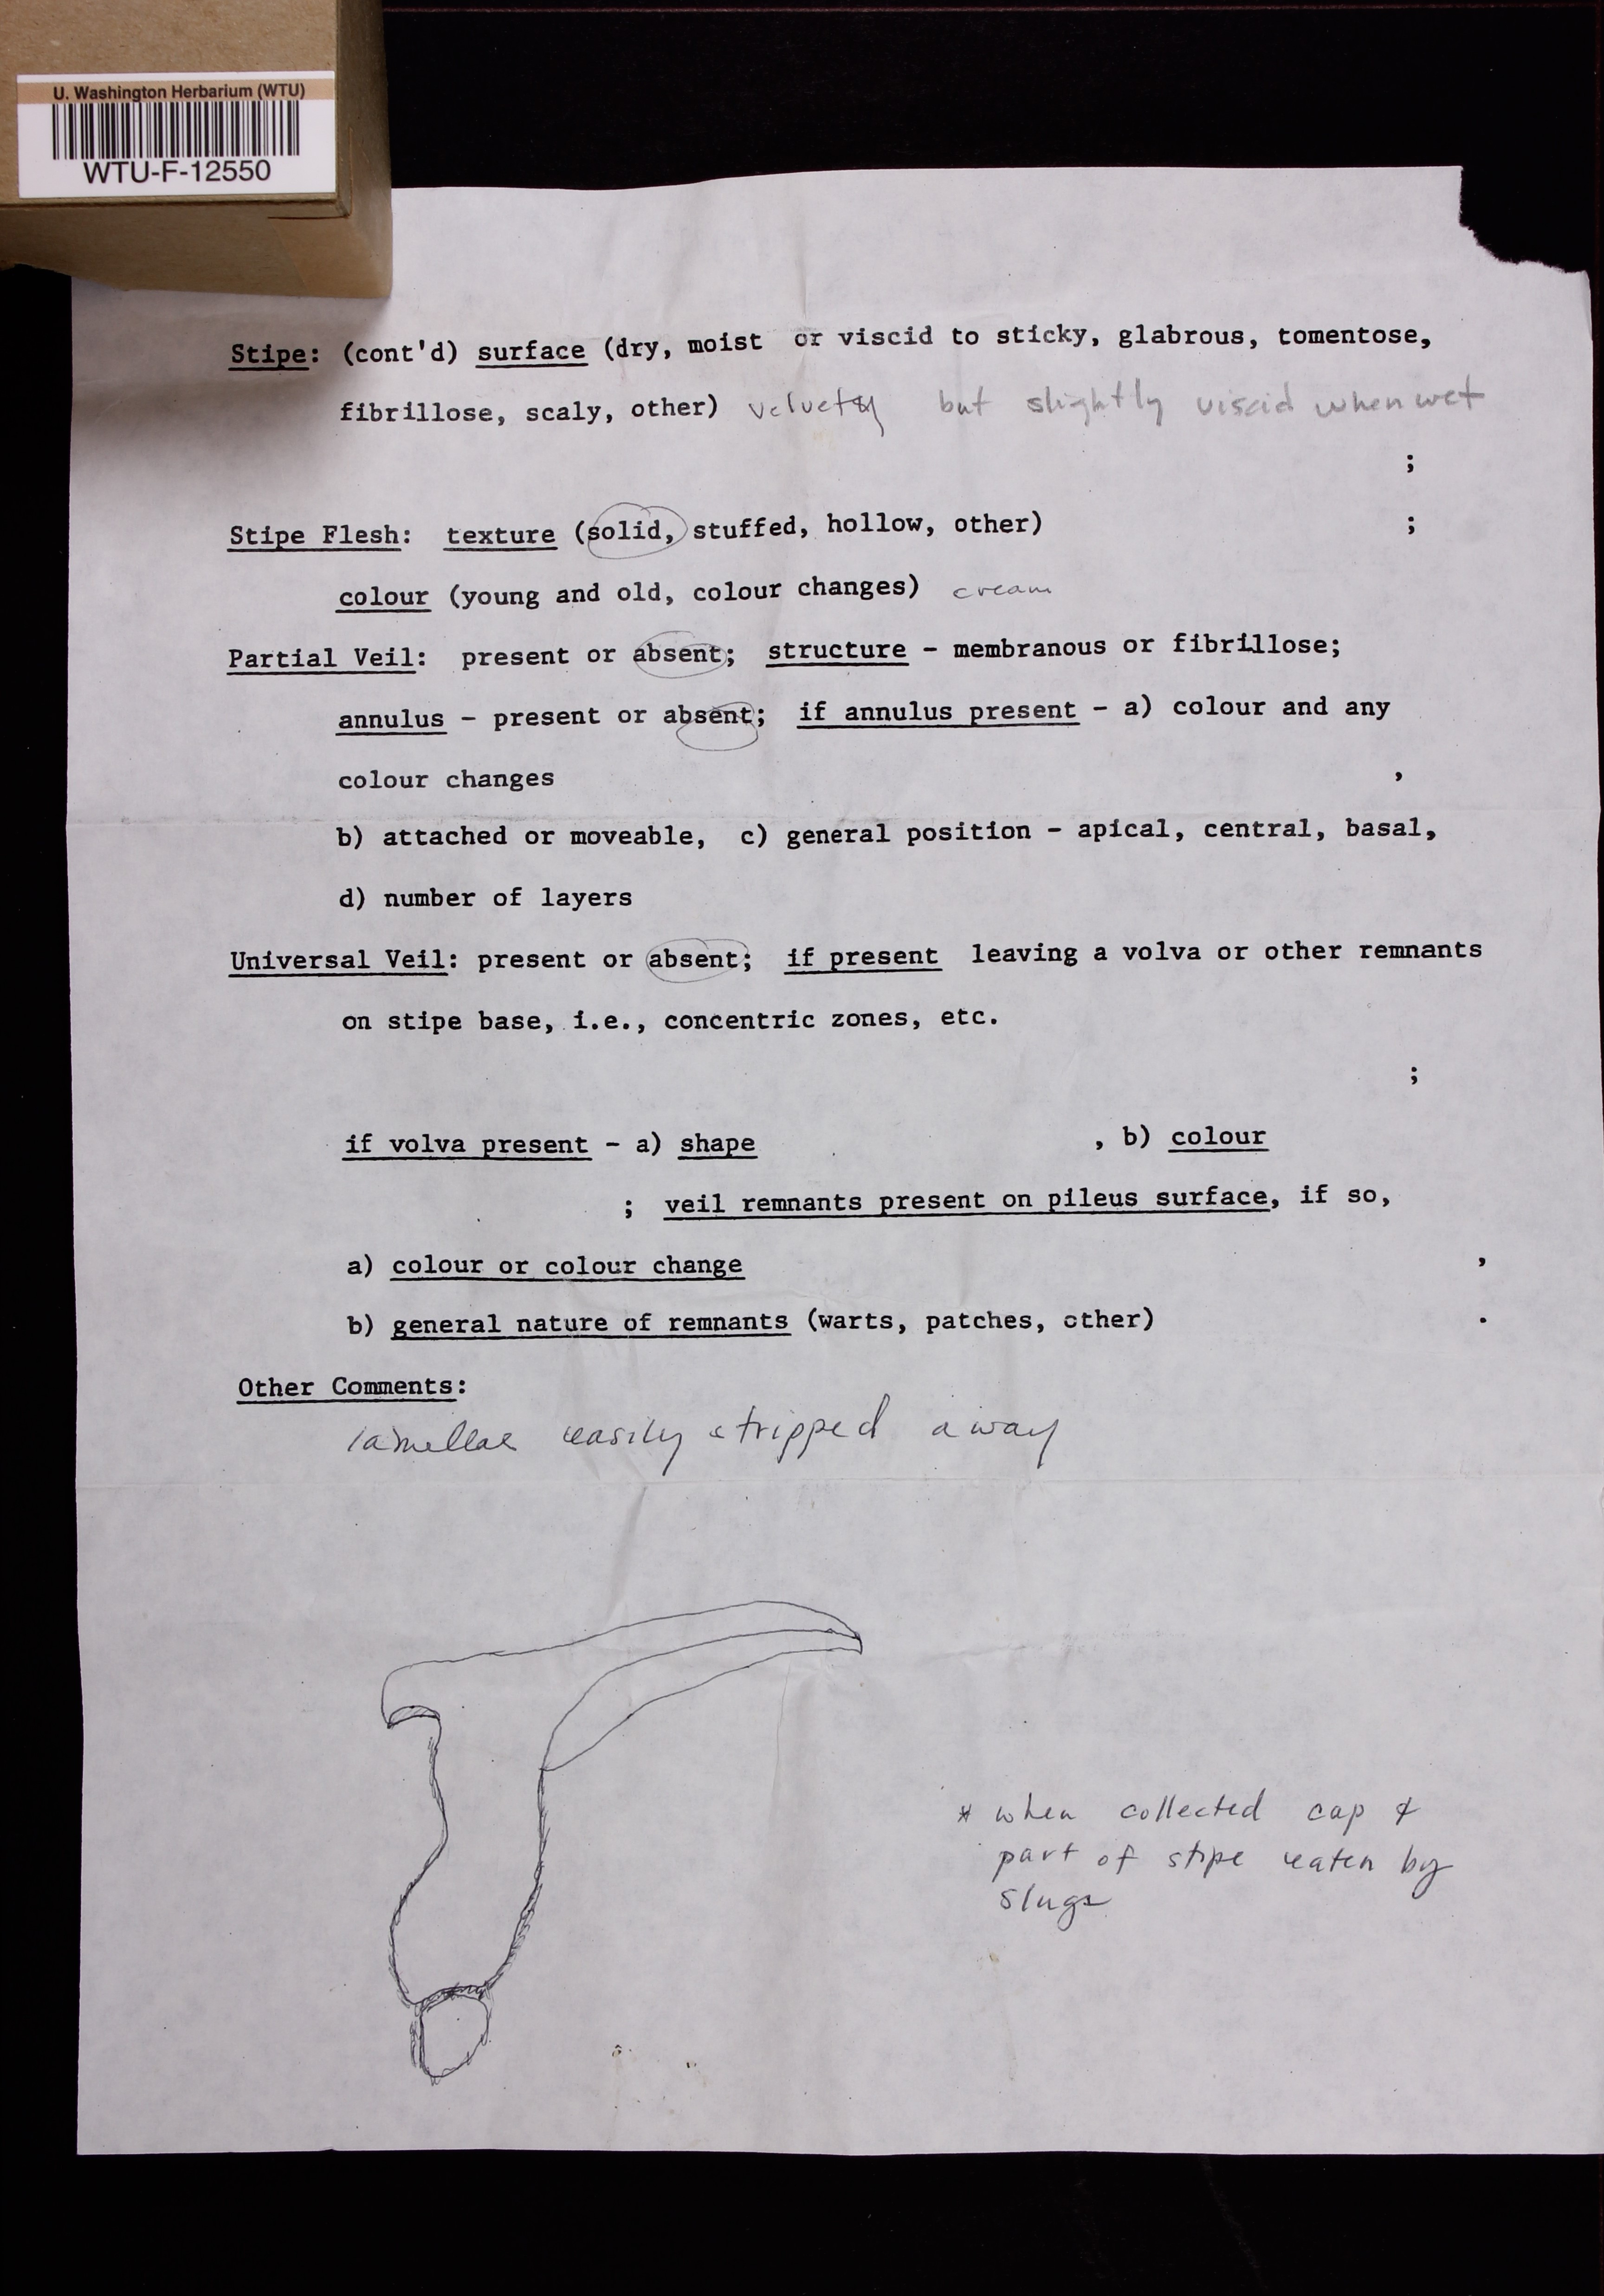 U. Washington Herbarium (WTU)
WTU-F-12550
Stipe: (cont'd) surface (dry, moist or viscid to sticky, glabrous, tomentose,
fibrillose, scaly, other) velvety but slightly viscid when wet
;
Stipe Flesh: texture (solid, stuffed, hollow, other) ;
colour (young and old, colour changes) cream
Partial Veil: present or absent; structure - membranous or fibrillose;
annulus - present or absent; if annulus present - a) colour and any
colour changes ,
b) attached or moveable, c) general position - apical, central, basal,
d) number of layers
Universal Veil: present or absent; if present leaving a volva or other remnants
on stipe base, i.e., concentric zones, etc.
;
if volva present - a) shape , b) colour
; veil remnants present on pileus surface, if so,
a) colour or colour change ,
b) general nature of remnants (warts, patches, other) .
Other Comments:
lamellae easily stripped away
* when collected cap &
part of stipe eaten by
slugs